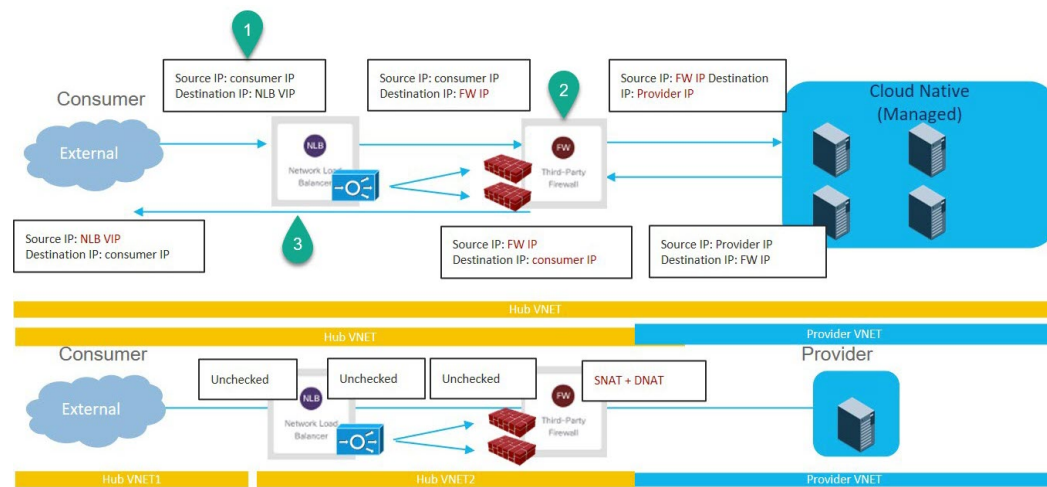 1
Source IP: consumer IP
Destination IP: NLB VIP
Source IP: consumer IP
Destination IP: FW IP
2
Source IP: FW IP Destination
IP: Provider IP
Consumer
Cloud Native
(Managed)
External
NLB
Network Load
Balancer
FW
Third-Party
Firewall
Source IP: NLB VIP
Destination IP: consumer IP
3
Source IP: FW IP
Destination IP: consumer IP
Source IP: Provider IP
Destination IP: FW IP
Hub VNET
Hub VNET
Provider VNET
Consumer
Provider
Unchecked
Unchecked
Unchecked
SNAT + DNAT
External
NLB
Network Load
Balancer
FW
Third-Party
Firewall
Hub VNET1
Hub VNET2
Provider VNET